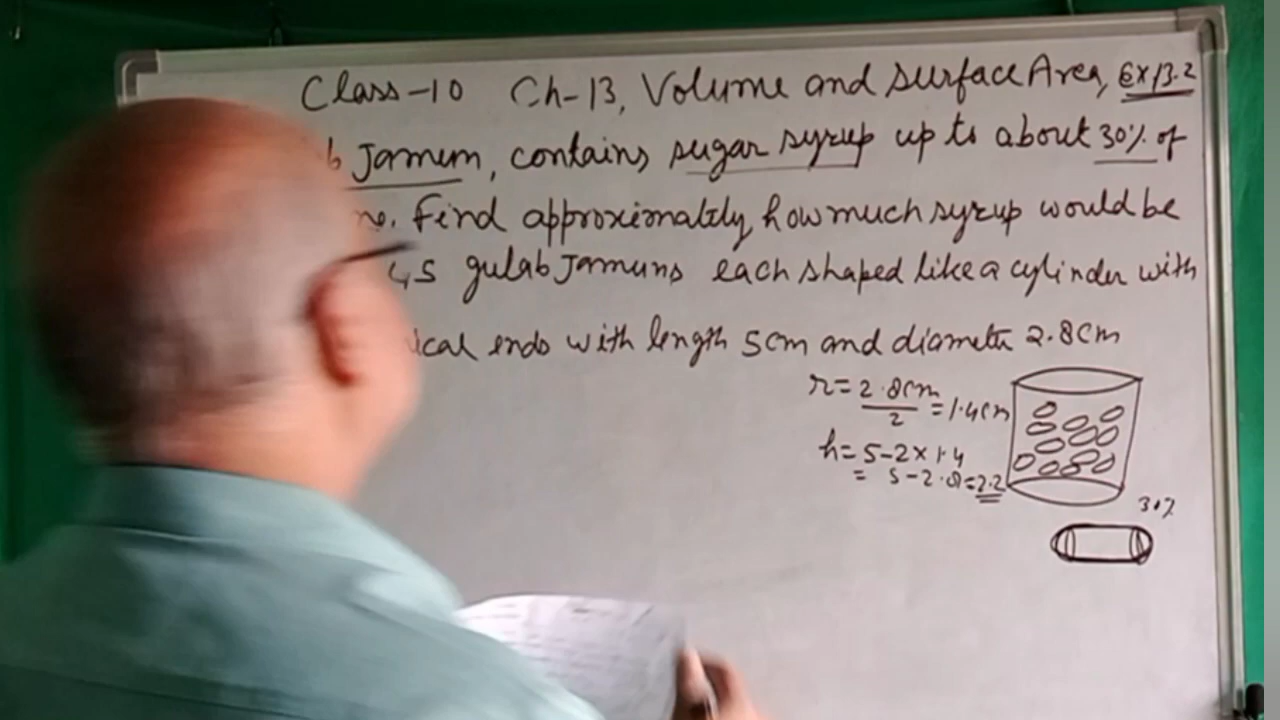 Class-10 Ch-13, Volume and surface Area, Ex 13.2
Jamum, contains sugar syrup up to about 30% of
Find approximately how much syrup would be
45 gulab Jamuns each shaped like a cylinder with
ical ends with length 5cm and diameter 2.8cm
r = 2.8cm / 2 = 1.4cm
h = 5-2×1.4
= 5-2.8=2.2
30%